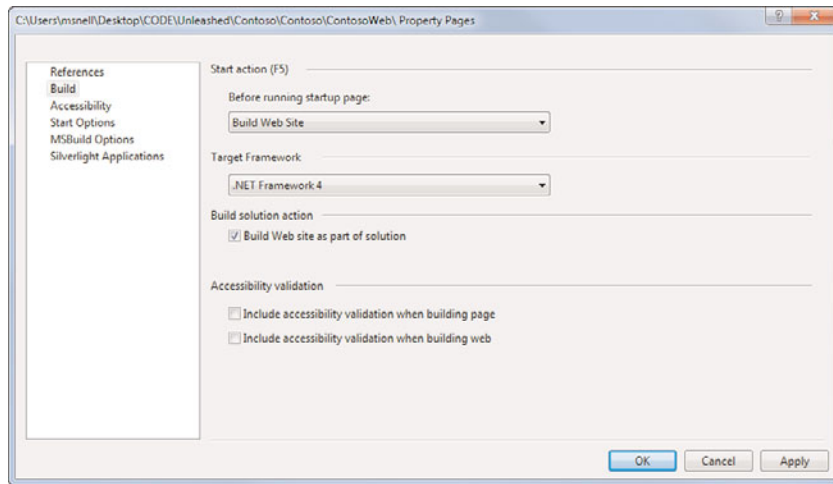 C:\Users\msnell\Desktop\CODE\Unleashed\Contoso\Contoso\ContosoWeb\ Property Pages
References
Build
Accessibility
Start Options
MSBuild Options
Silverlight Applications
Start action (F5)
Before running startup page:
Build Web Site
Target Framework
.NET Framework 4
Build solution action
Build Web site as part of solution
Accessibility validation
Include accessibility validation when building page
Include accessibility validation when building web
OK Cancel Apply